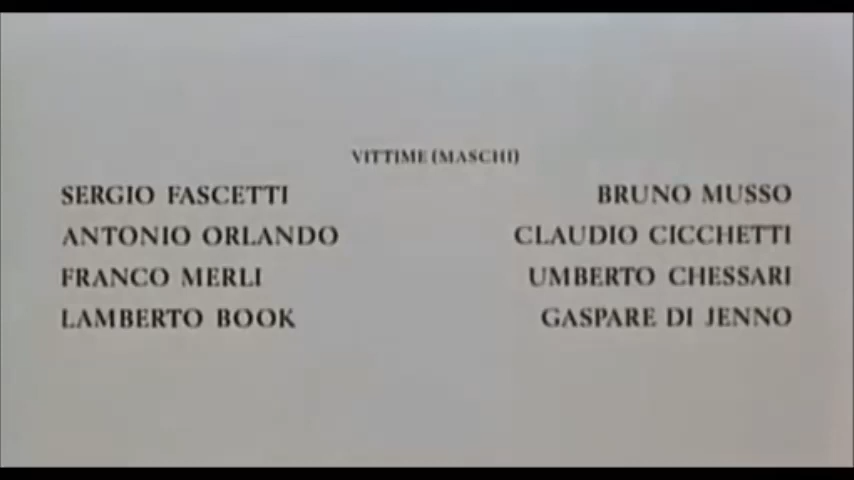 VITTIME (MASCHI)
SERGIO FASCETTI
BRUNO MUSSO
ANTONIO ORLANDO
CLAUDIO CICCHETTI
FRANCO MERLI
UMBERTO CHESSARI
LAMBERTO BOOK
GASPARE DI JENNO